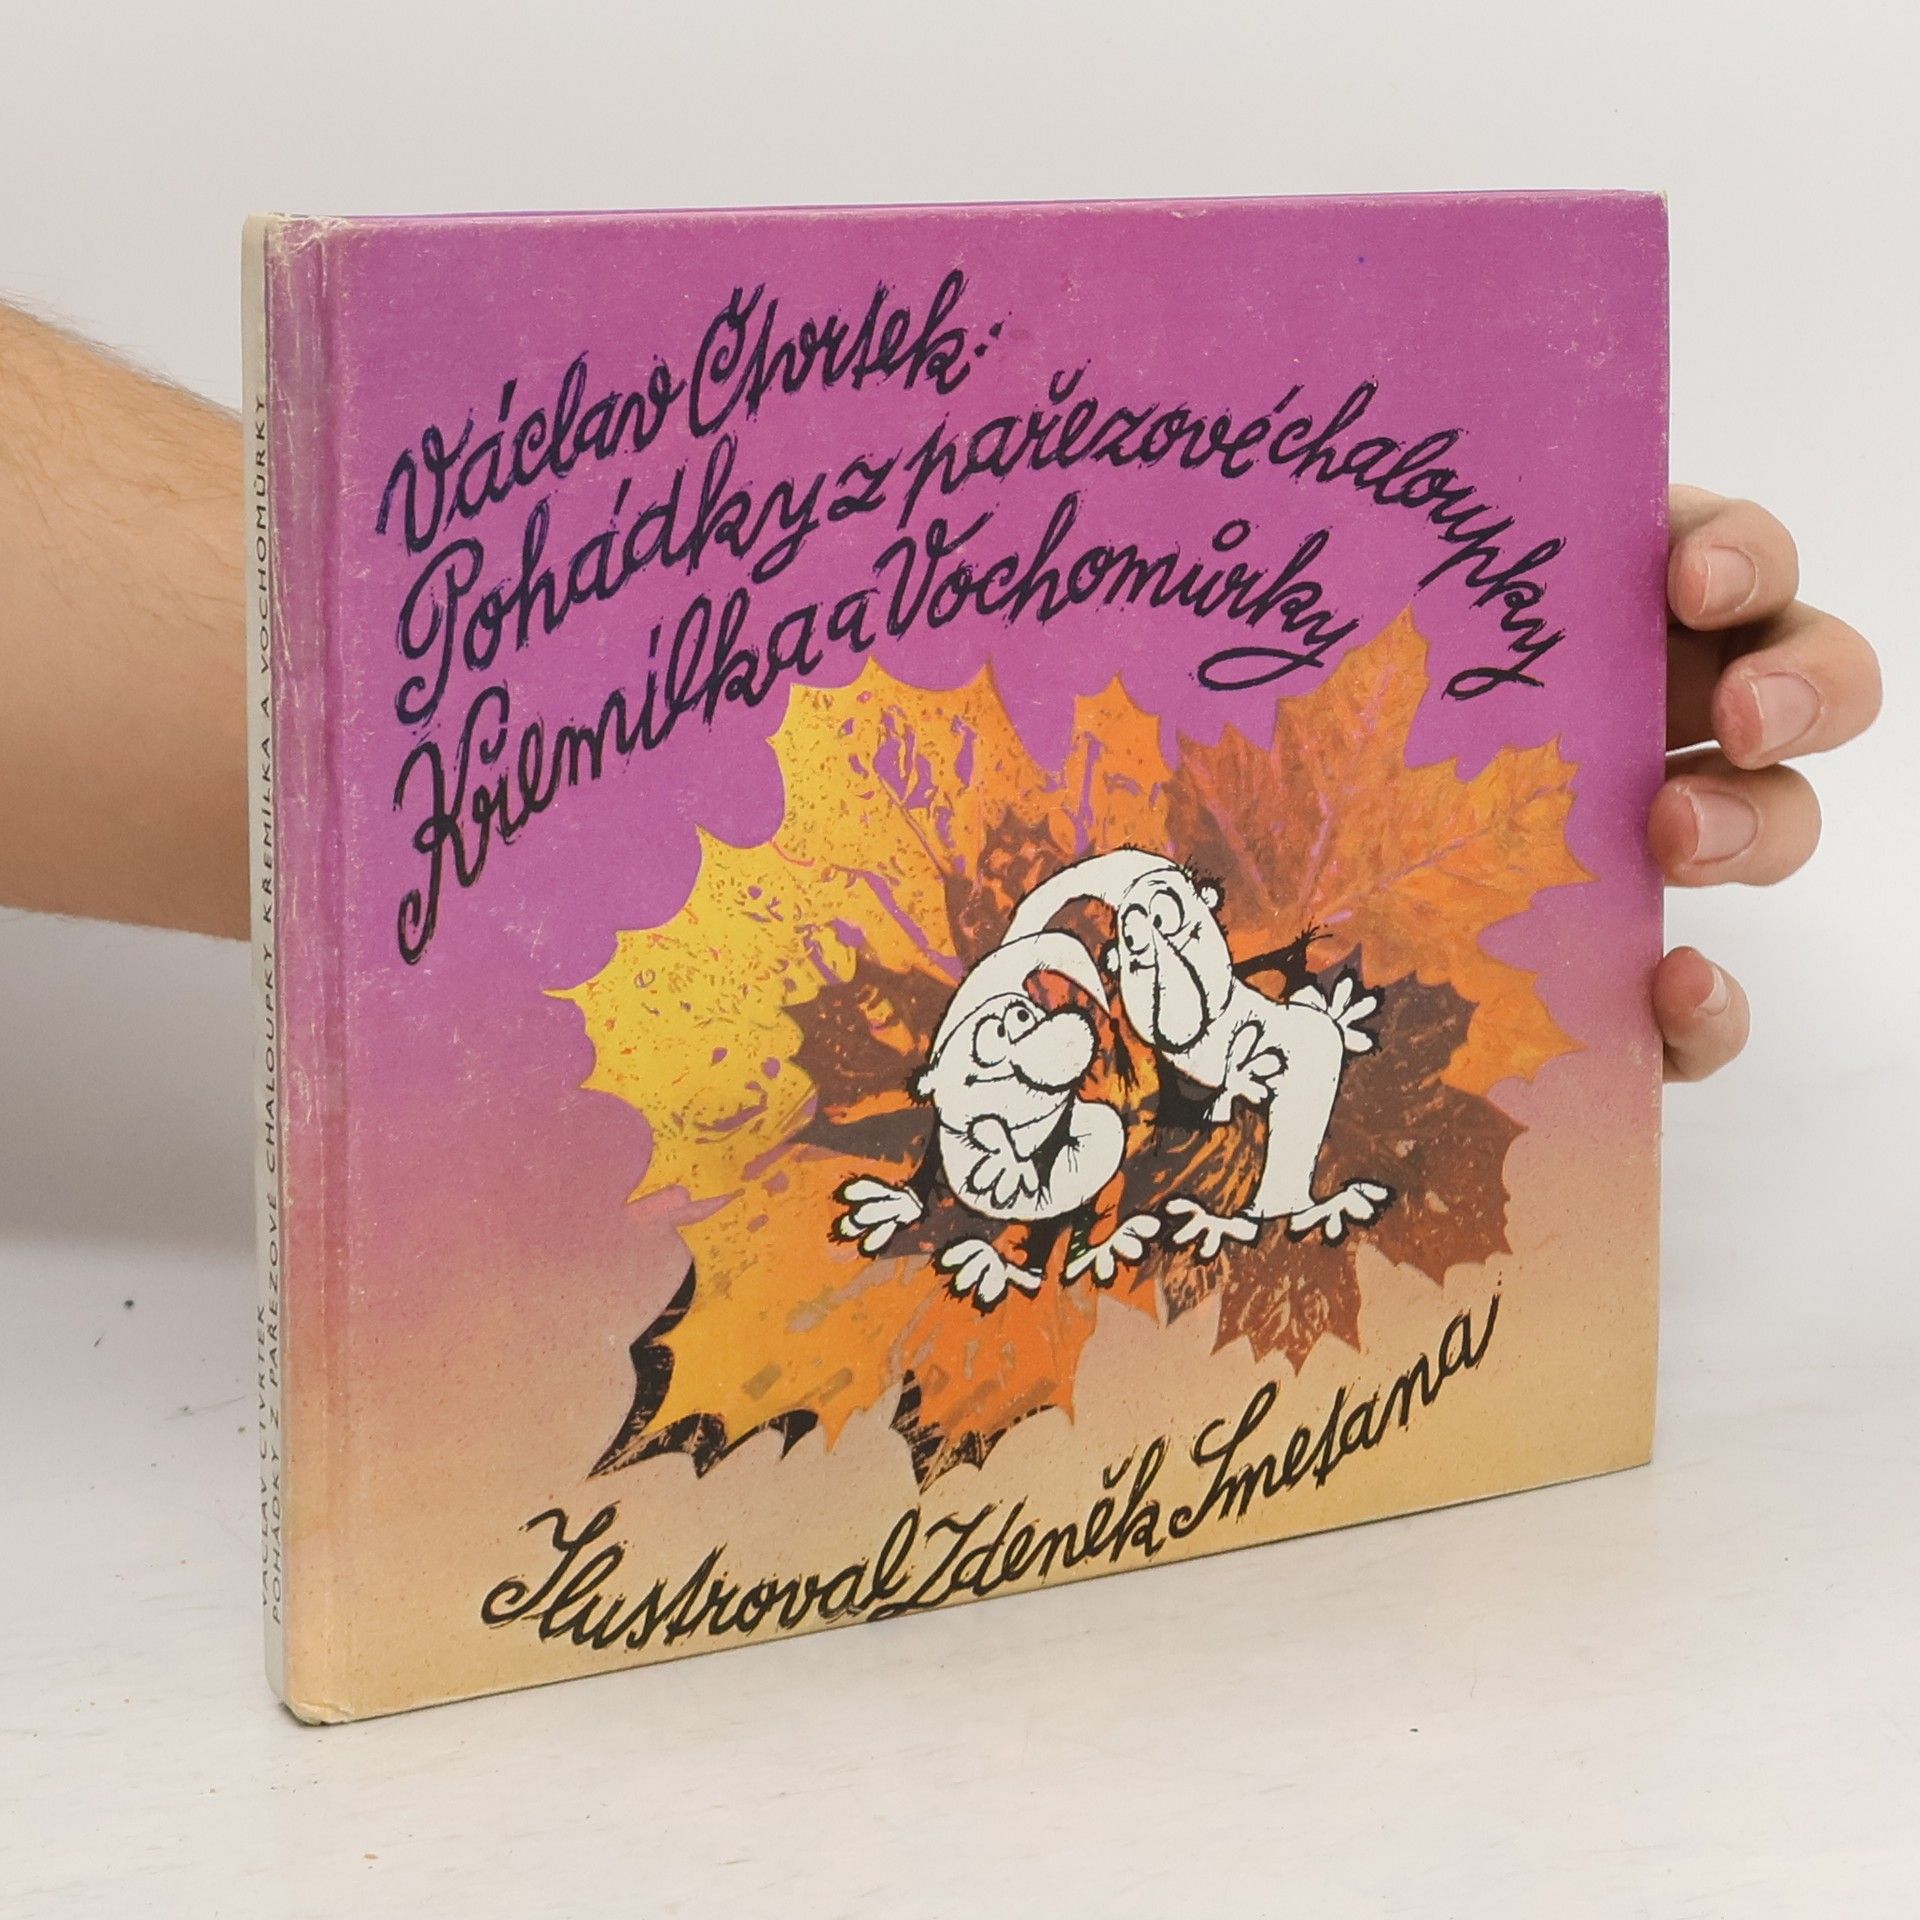 Václav Čtvrtek:
Pohádky z pařezové chaloupky
Křemílka a Vochomůrky
Ilustroval Zdeněk Smetana
VÁCLAV ČTVRTEK
POHÁDKY Z PAŘEZOVÉ CHALOUPKY KŘEMÍLKA A VOCHOMŮRKY